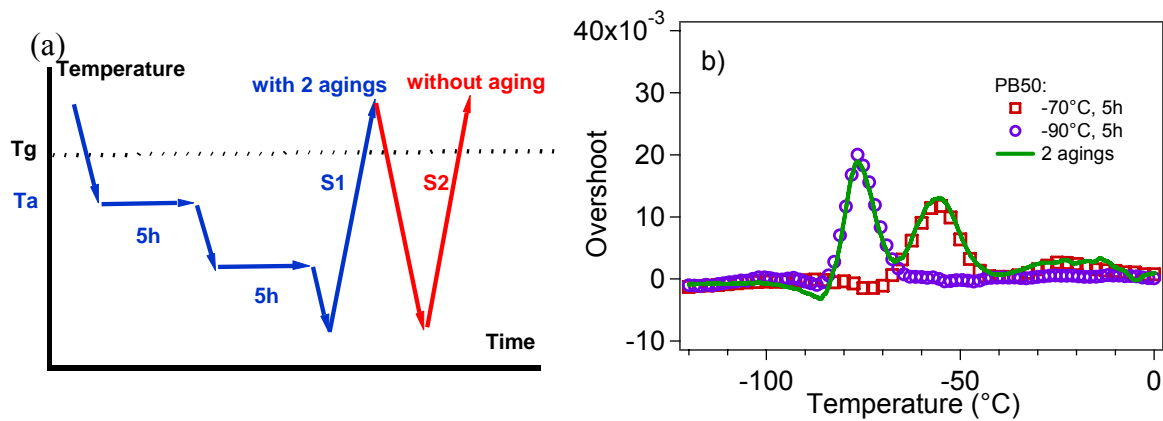 (a)
Temperature
with 2 agings
without aging
Tg
Ta
S1
S2
5h
5h
Time
40x10-3
b)
PB50:
-70°C, 5h
-90°C, 5h
2 agings
30
20
10
0
-10
Overshoot
-100
-50
0
Temperature (°C)